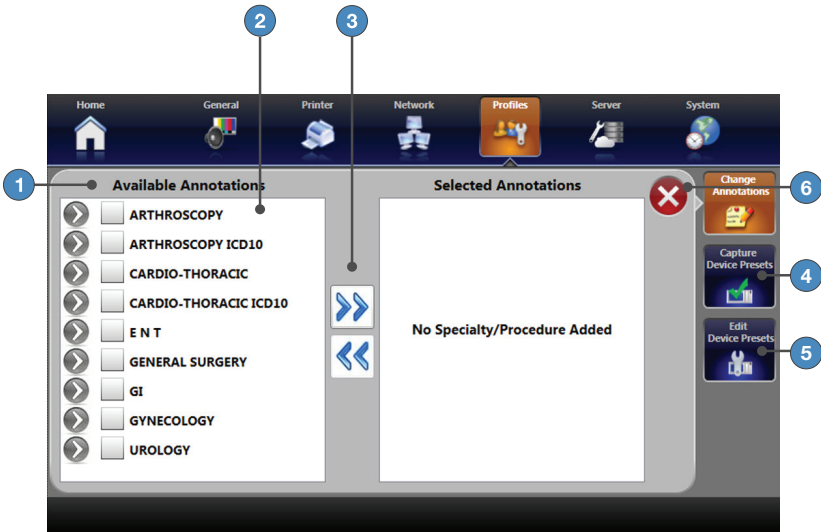 2
3
Home
General
Printer
Network
Profiles
Server
System
1
Available Annotations
Selected Annotations
Change
Annotations
6
ARTHROSCOPY
ARTHROSCOPY ICD10
CARDIO-THORACIC
CARDIO-THORACIC ICD10
E N T
GENERAL SURGERY
GI
GYNECOLOGY
UROLOGY
No Specialty/Procedure Added
Capture
Device Presets
4
Edit
Device Presets
5